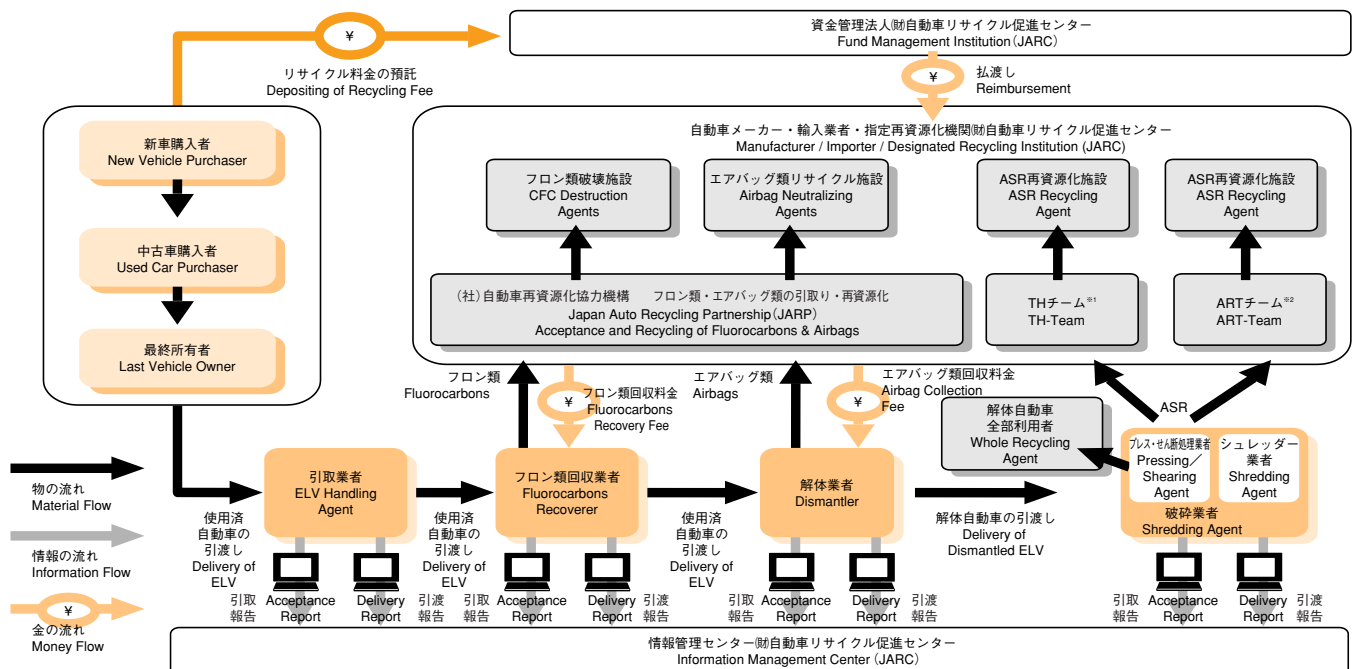 資金管理法人㈶自動車リサイクル促進センター
Fund Management Institution (JARC)
¥
リサイクル料金の預託
Depositing of Recycling Fee
¥
払渡し
Reimbursement
新車購入者
New Vehicle Purchaser
中古車購入者
Used Car Purchaser
最終所有者
Last Vehicle Owner
自動車メーカー・輸入業者・指定再資源化機関㈶自動車リサイクル促進センター
Manufacturer / Importer / Designated Recycling Institution (JARC)
フロン類破壊施設
CFC Destruction
Agents
エアバッグ類リサイクル施設
Airbag Neutralizing
Agents
ASR再資源化施設
ASR Recycling
Agent
ASR再資源化施設
ASR Recycling
Agent
（社）自動車再資源化協力機構 フロン類・エアバッグ類の引取り・再資源化
Japan Auto Recycling Partnership (JARP)
Acceptance and Recycling of Fluorocarbons & Airbags
THチーム※1
TH-Team
ARTチーム※2
ART-Team
フロン類
Fluorocarbons
¥
フロン類回収料金
Fluorocarbons
Recovery Fee
エアバッグ類
Airbags
¥
エアバッグ類回収料金
Airbag Collection
Fee
ASR
解体自動車
全部利用者
Whole Recycling
Agent
プレス・せん断処理業者
Pressing／
Shearing
Agent
シュレッダー
業者
Shredding
Agent
破砕業者
Shredding Agent
引取業者
ELV Handling
Agent
フロン類回収業者
Fluorocarbons
Recoverer
解体業者
Dismantler
物の流れ
Material Flow
情報の流れ
Information Flow
¥
金の流れ
Money Flow
使用済
自動車の
引渡し
Delivery of
ELV
使用済
自動車の
引渡し
Delivery of
ELV
使用済
自動車の
引渡し
Delivery of
ELV
解体自動車の引渡し
Delivery of
Dismantled ELV
引取
報告
Acceptance
Report
Delivery
Report
引渡
報告
引取
報告
Acceptance
Report
Delivery
Report
引渡
報告
引取
報告
Acceptance
Report
Delivery
Report
引渡
報告
引取
報告
Acceptance
Report
Delivery
Report
引渡
報告
情報管理センター㈶自動車リサイクル促進センター
Information Management Center (JARC)